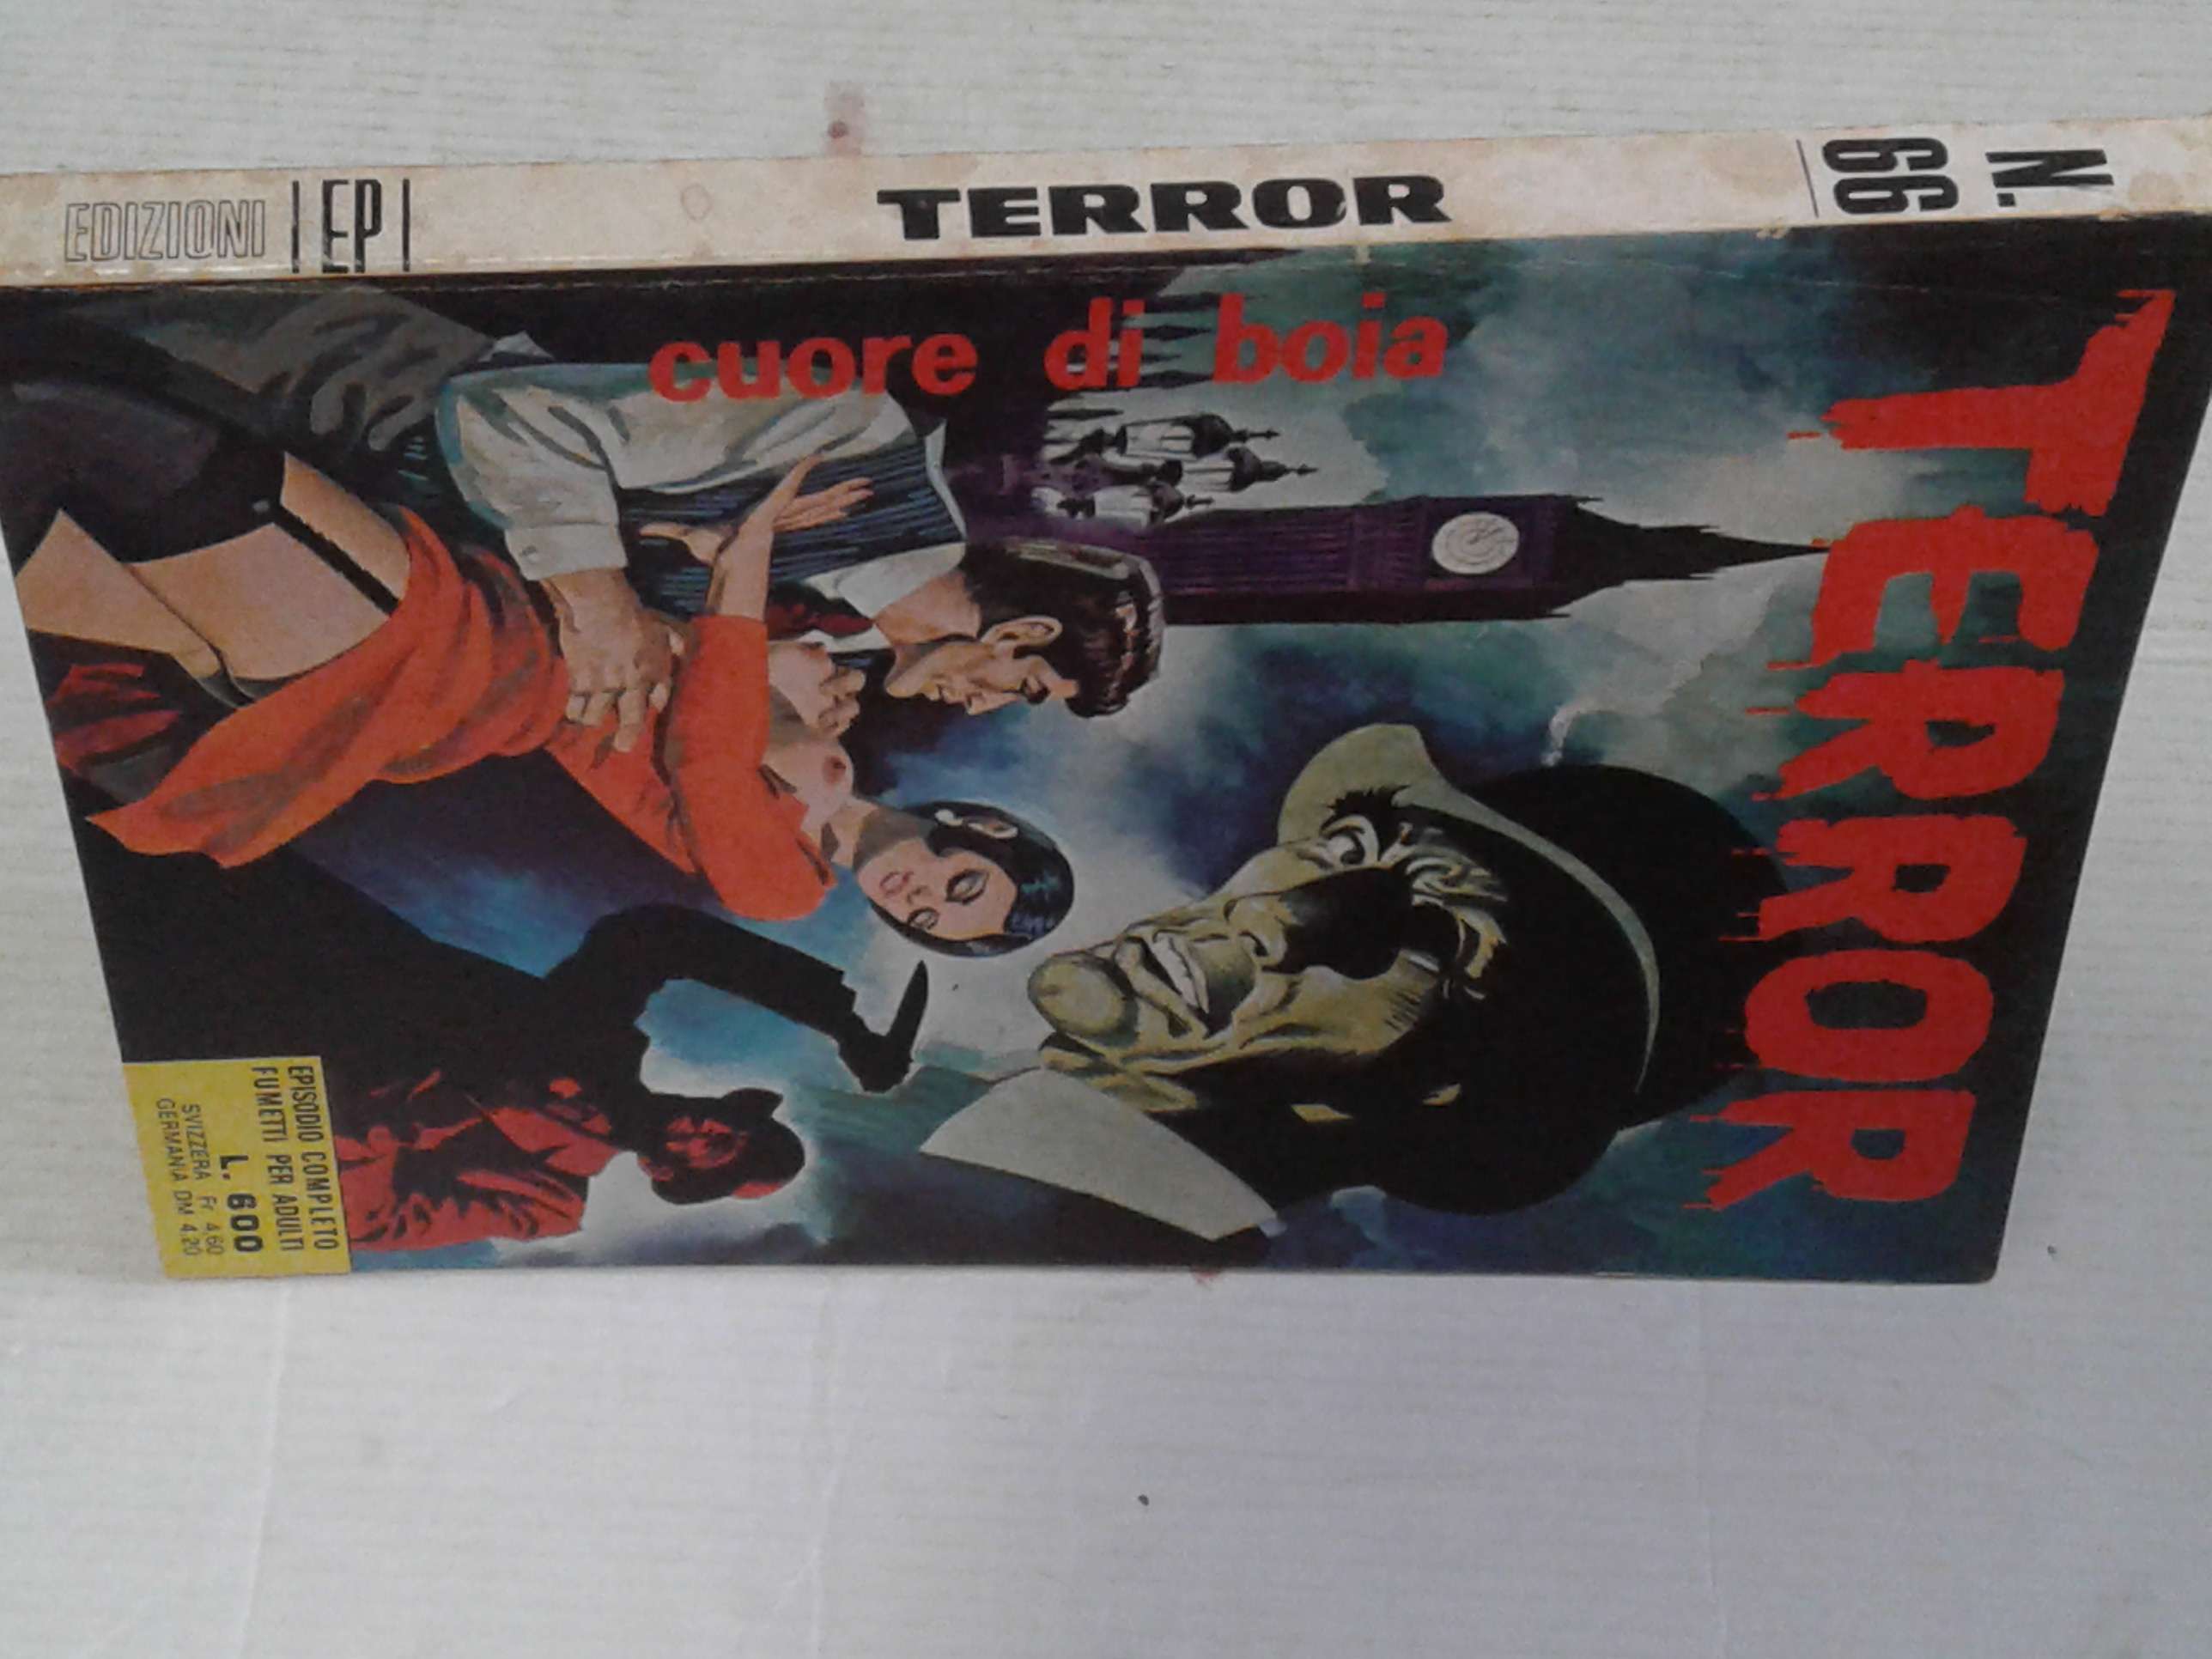 EDIZIONI EP TERROR N. 66
TERROR
cuore di boia
EPISODIO COMPLETO
FUMETTI PER ADULTI
L. 600
SVIZZERA Fr 4.60
GERMANIA DM 4.20